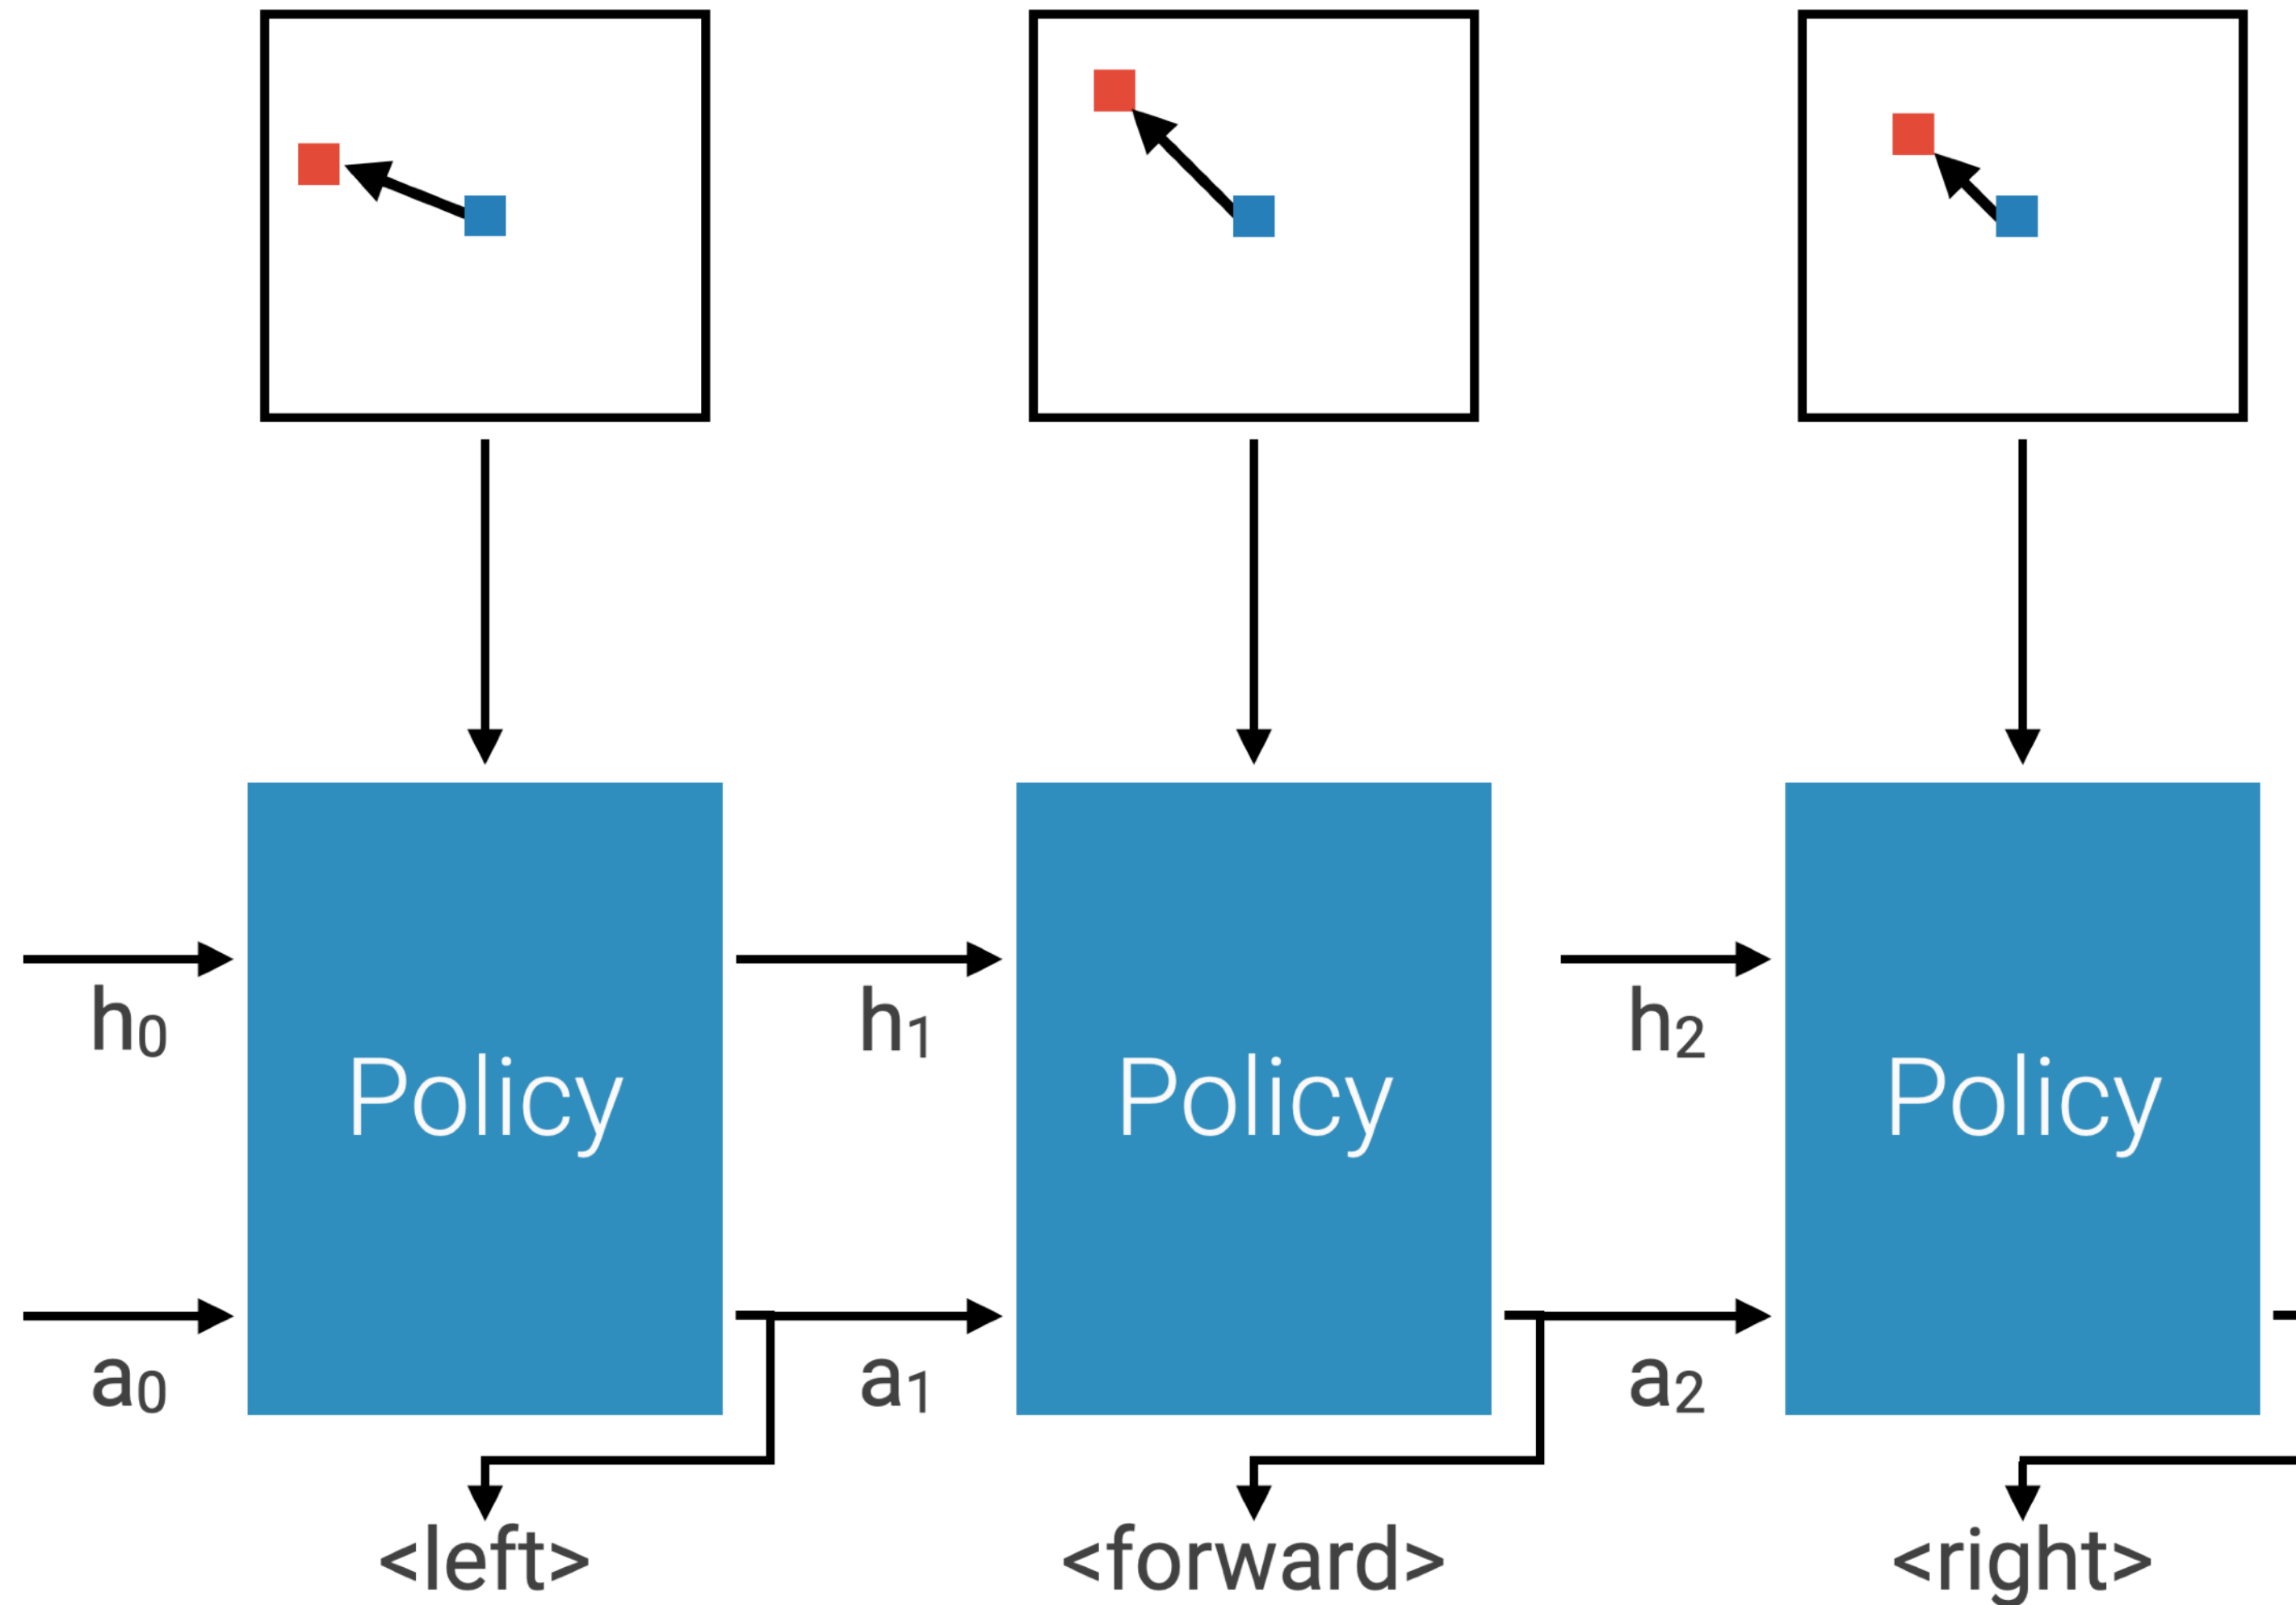 h0
h1
h2
Policy
Policy
Policy
a0
a1
a2
<left>
<forward>
<right>